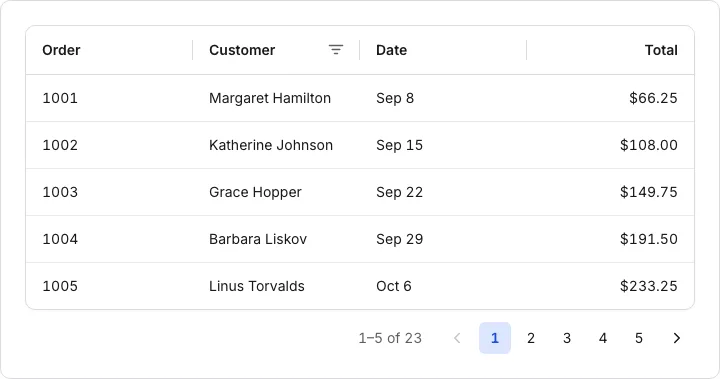 Order Customer Date Total
1001 Margaret Hamilton Sep 8 $66.25
1002 Katherine Johnson Sep 15 $108.00
1003 Grace Hopper Sep 22 $149.75
1004 Barbara Liskov Sep 29 $191.50
1005 Linus Torvalds Oct 6 $233.25
1–5 of 23 1 2 3 4 5